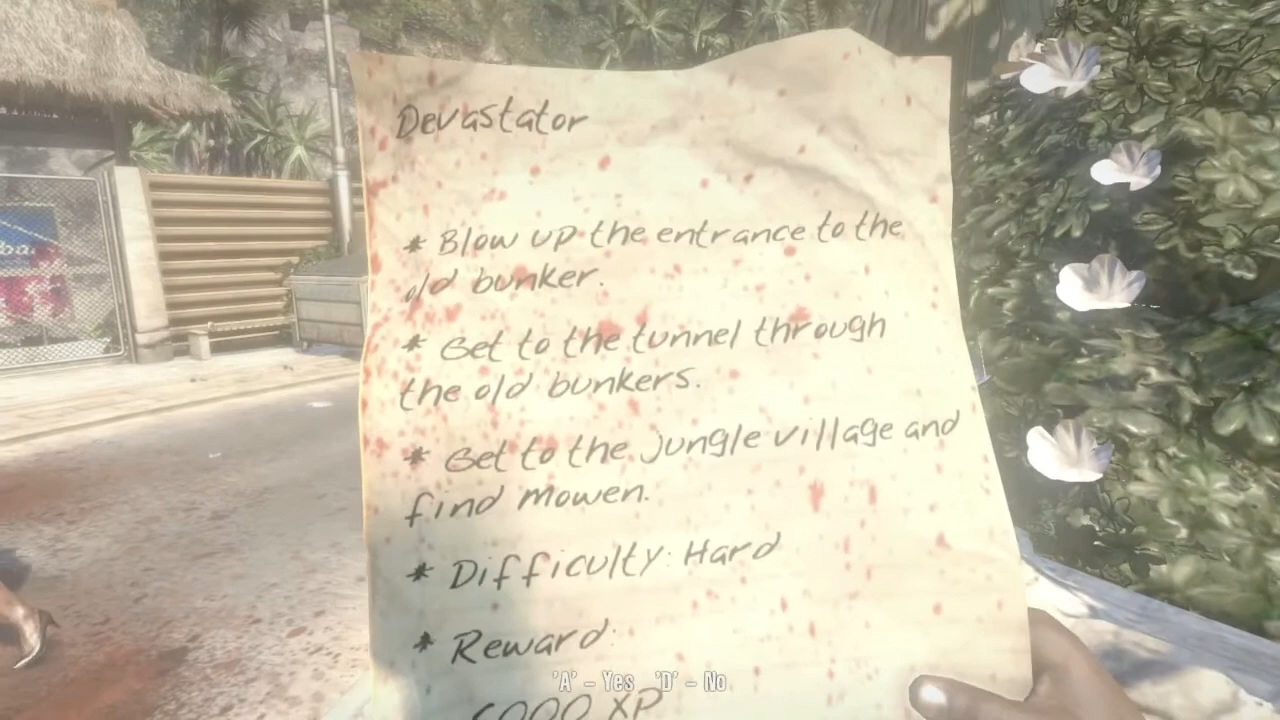 Devastator
* Blow up the entrance to the
old bunker.
* Get to the tunnel through
the old bunkers.
* Get to the jungle village and
find Mowen.
* Difficulty: Hard
* Reward:
'A' - Yes 'D' - No
XP